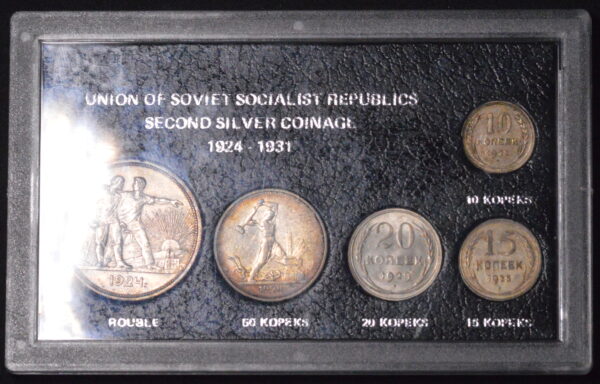 UNION OF SOVIET SOCIALIST REPUBLICS
SECOND SILVER COINAGE
1924 - 1931
10
КОПЕЕК
10 KOPEKS
1924г.
ROUBLE
50 KOPEKS
20
КОПЕЕК
20 KOPEKS
15
КОПЕЕК
15 KOPEKS